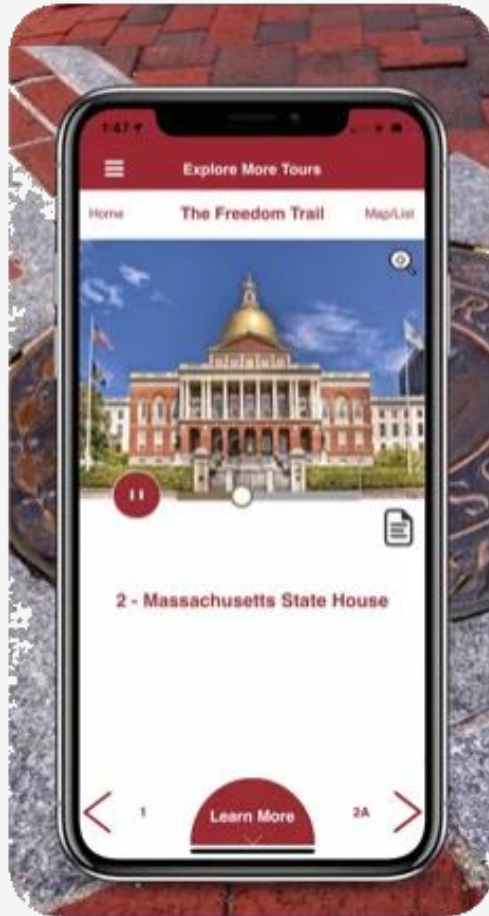 1:47
Explore More Tours
Home The Freedom Trail Map/List
2 - Massachusetts State House
1 Learn More 2A